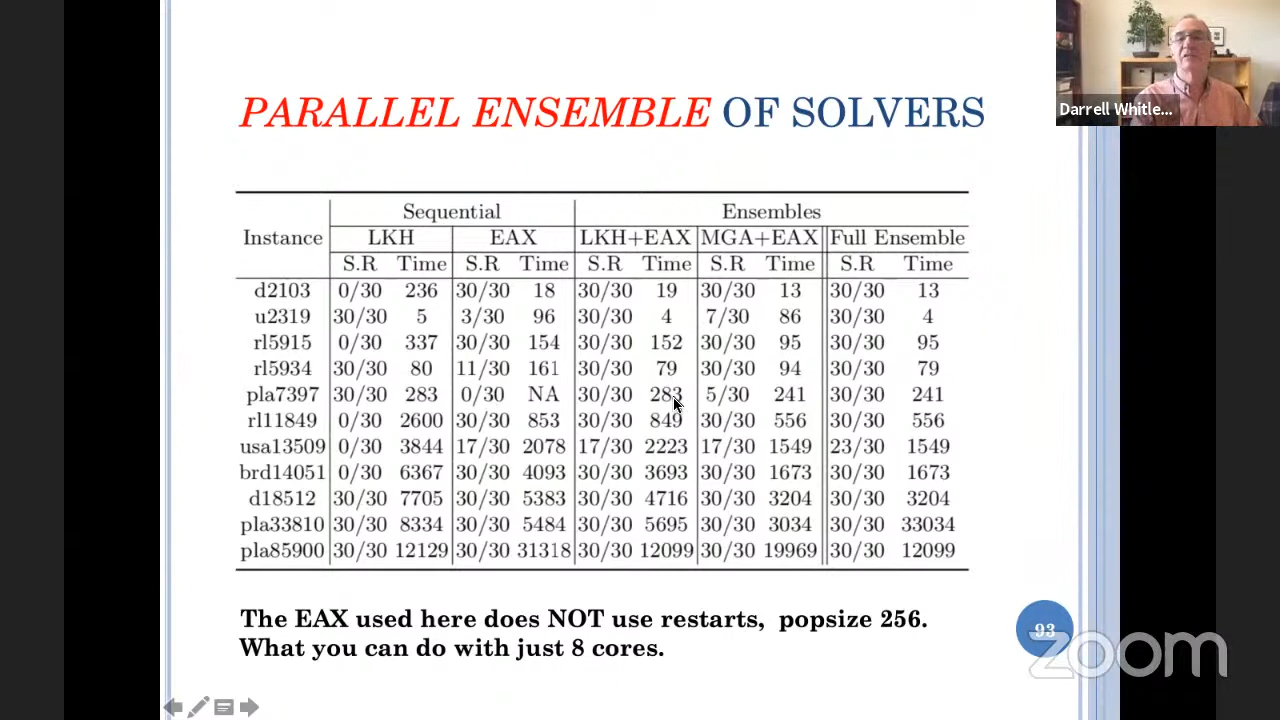 Darrell Whitle...
PARALLEL ENSEMBLE OF SOLVERS
Sequential Ensembles
Instance LKH EAX LKH+EAX MGA+EAX Full Ensemble
S.R Time S.R Time S.R Time S.R Time S.R Time
d2103 0/30 236 30/30 18 30/30 19 30/30 13 30/30 13
u2319 30/30 5 3/30 96 30/30 4 7/30 86 30/30 4
rl5915 0/30 337 30/30 154 30/30 152 30/30 95 30/30 95
rl5934 30/30 80 11/30 161 30/30 79 30/30 94 30/30 79
pla7397 30/30 283 0/30 NA 30/30 283 5/30 241 30/30 241
rl11849 0/30 2600 30/30 853 30/30 849 30/30 556 30/30 556
usa13509 0/30 3844 17/30 2078 17/30 2223 17/30 1549 23/30 1549
brd14051 0/30 6367 30/30 4093 30/30 3693 30/30 1673 30/30 1673
d18512 30/30 7705 30/30 5383 30/30 4716 30/30 3204 30/30 3204
pla33810 30/30 8334 30/30 5484 30/30 5695 30/30 3034 30/30 33034
pla85900 30/30 12129 30/30 31318 30/30 12099 30/30 19969 30/30 12099
The EAX used here does NOT use restarts, popsize 256.
What you can do with just 8 cores.
93
zoom